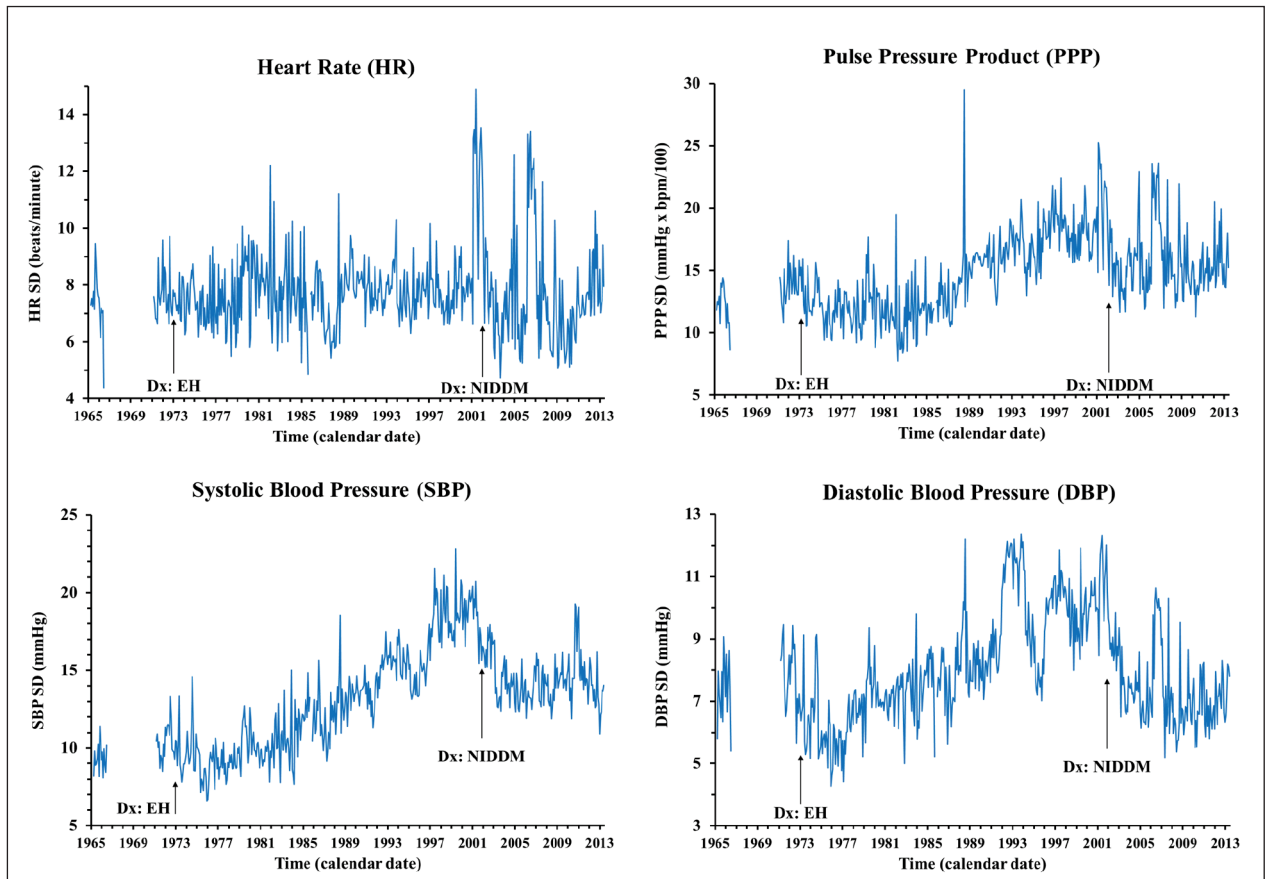 Heart Rate (HR)
HR SD (beats/minute)
14
12
10
8
6
4
Dx: EH
Dx: NIDDM
1965 1969 1973 1977 1981 1985 1989 1993 1997 2001 2005 2009 2013
Time (calendar date)
Pulse Pressure Product (PPP)
PPP SD (mmHg x bpm/100)
30
25
20
15
10
5
Dx: EH
Dx: NIDDM
1965 1969 1973 1977 1981 1985 1989 1993 1997 2001 2005 2009 2013
Time (calendar date)
Systolic Blood Pressure (SBP)
SBP SD (mmHg)
25
20
15
10
5
Dx: EH
Dx: NIDDM
1965 1969 1973 1977 1981 1985 1989 1993 1997 2001 2005 2009 2013
Time (calendar date)
Diastolic Blood Pressure (DBP)
DBP SD (mmHg)
13
11
9
7
5
3
Dx: EH
Dx: NIDDM
1965 1969 1973 1977 1981 1985 1989 1993 1997 2001 2005 2009 2013
Time (calendar date)